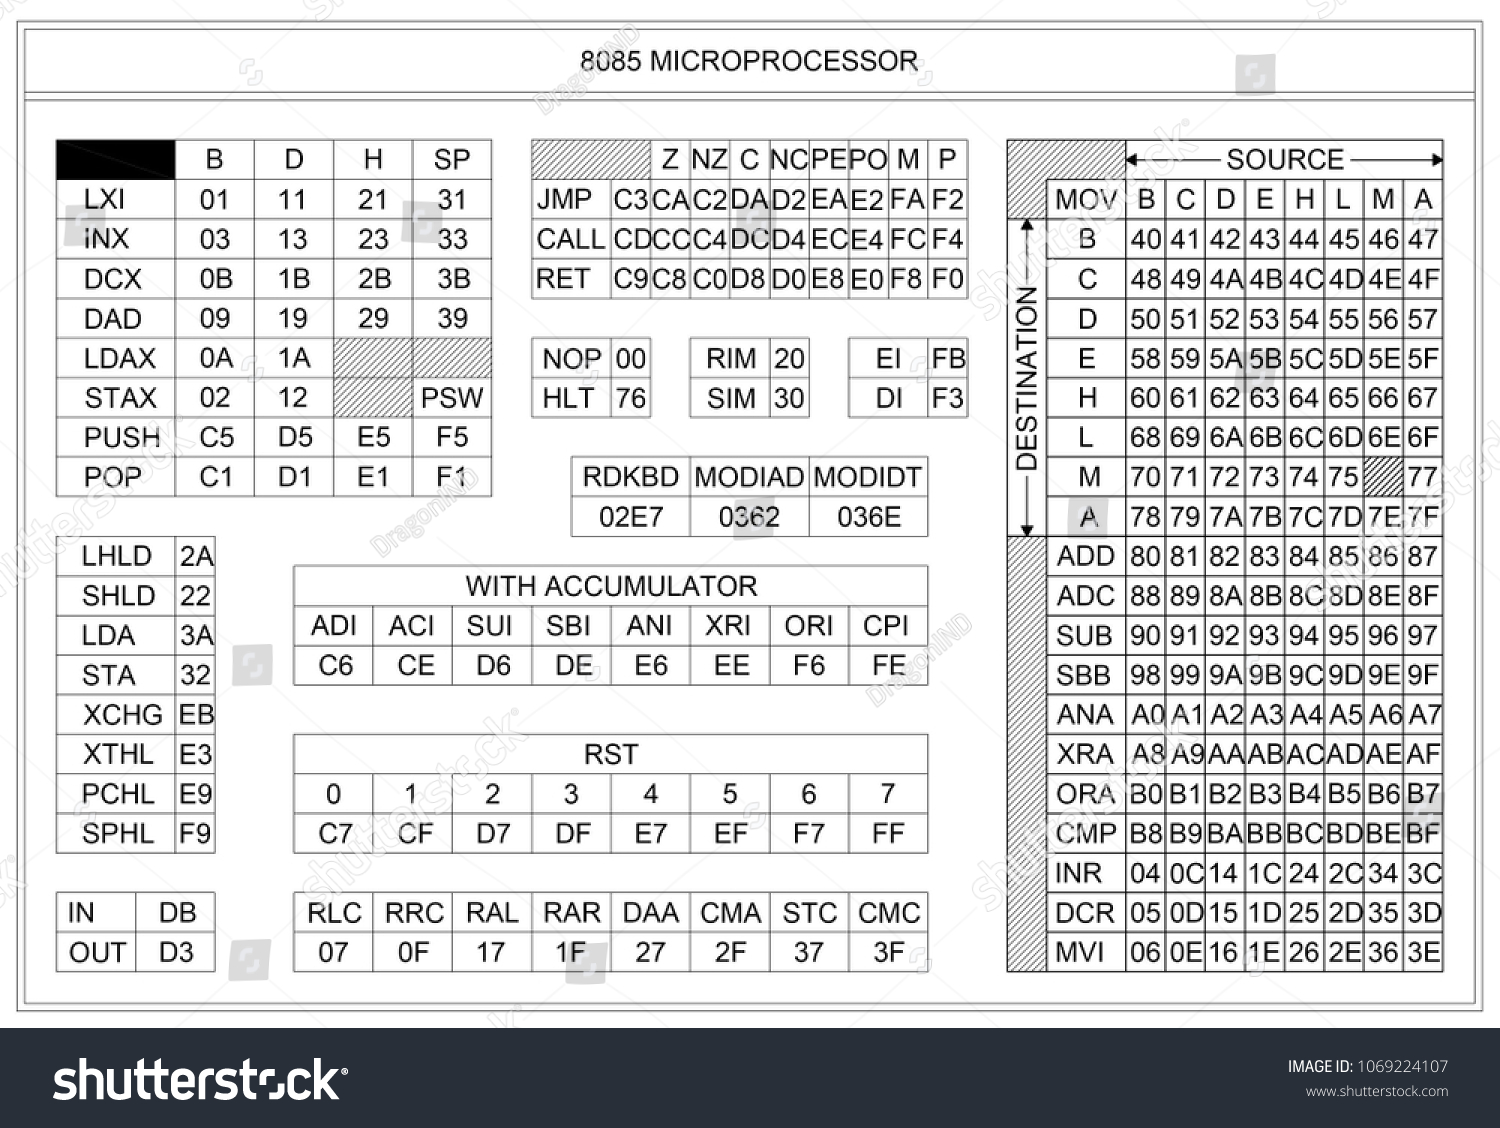 8085 MICROPROCESSOR
B D H SP
LXI 01 11 21 31
INX 03 13 23 33
DCX 0B 1B 2B 3B
DAD 09 19 29 39
LDAX 0A 1A
STAX 02 12 PSW
PUSH C5 D5 E5 F5
POP C1 D1 E1 F1
Z NZ C NC PE PO M P
JMP C3 CA C2 DA D2 EA E2 FA F2
CALL CD CC C4 DC D4 EC E4 FC F4
RET C9 C8 C0 D8 D0 E8 E0 F8 F0
NOP 00
HLT 76
RIM 20
SIM 30
EI FB
DI F3
RDKBD MODIAD MODIDT
02E7 0362 036E
LHLD 2A
SHLD 22
LDA 3A
STA 32
XCHG EB
XTHL E3
PCHL E9
SPHL F9
WITH ACCUMULATOR
ADI ACI SUI SBI ANI XRI ORI CPI
C6 CE D6 DE E6 EE F6 FE
RST
0 1 2 3 4 5 6 7
C7 CF D7 DF E7 EF F7 FF
IN DB
OUT D3
RLC RRC RAL RAR DAA CMA STC CMC
07 0F 17 1F 27 2F 37 3F
SOURCE
DESTINATION
MOV B C D E H L M A
B 40 41 42 43 44 45 46 47
C 48 49 4A 4B 4C 4D 4E 4F
D 50 51 52 53 54 55 56 57
E 58 59 5A 5B 5C 5D 5E 5F
H 60 61 62 63 64 65 66 67
L 68 69 6A 6B 6C 6D 6E 6F
M 70 71 72 73 74 75 77
A 78 79 7A 7B 7C 7D 7E 7F
ADD 80 81 82 83 84 85 86 87
ADC 88 89 8A 8B 8C 8D 8E 8F
SUB 90 91 92 93 94 95 96 97
SBB 98 99 9A 9B 9C 9D 9E 9F
ANA A0 A1 A2 A3 A4 A5 A6 A7
XRA A8 A9 AA AB AC AD AE AF
ORA B0 B1 B2 B3 B4 B5 B6 B7
CMP B8 B9 BA BB BC BD BE BF
INR 04 0C 14 1C 24 2C 34 3C
DCR 05 0D 15 1D 25 2D 35 3D
MVI 06 0E 16 1E 26 2E 36 3E
shutterstock
DragonIND
shutterstock®
IMAGE ID: 1069224107
www.shutterstock.com